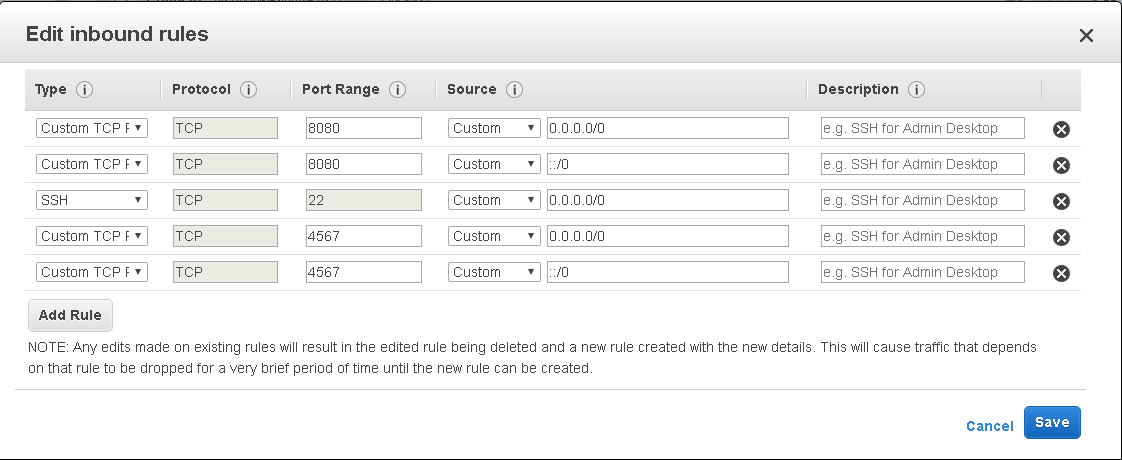 Edit inbound rules
Type Protocol Port Range Source Description
Custom TCP F TCP 8080 Custom 0.0.0.0/0 e.g. SSH for Admin Desktop
Custom TCP F TCP 8080 Custom ::/0 e.g. SSH for Admin Desktop
SSH TCP 22 Custom 0.0.0.0/0 e.g. SSH for Admin Desktop
Custom TCP F TCP 4567 Custom 0.0.0.0/0 e.g. SSH for Admin Desktop
Custom TCP F TCP 4567 Custom ::/0 e.g. SSH for Admin Desktop
Add Rule
NOTE: Any edits made on existing rules will result in the edited rule being deleted and a new rule created with the new details. This will cause traffic that depends
on that rule to be dropped for a very brief period of time until the new rule can be created.
Cancel Save